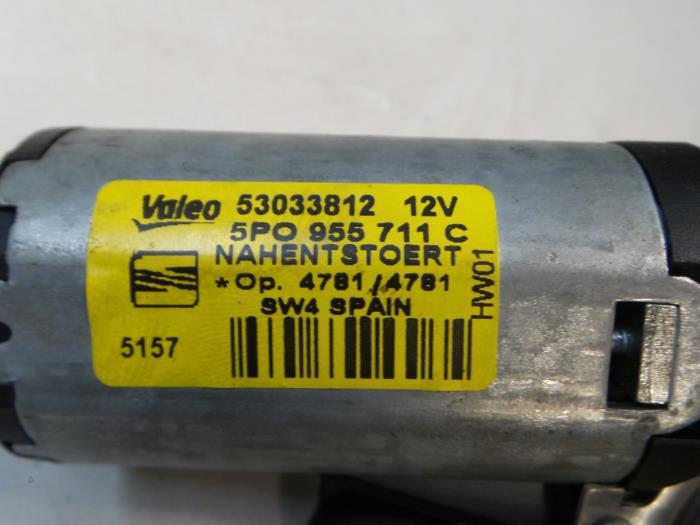 Valeo 53033812 12V
5PO 955 711 C
NAHENTSTOERT
*Op. 4781/4781
SW4 SPAIN
5157
HW01